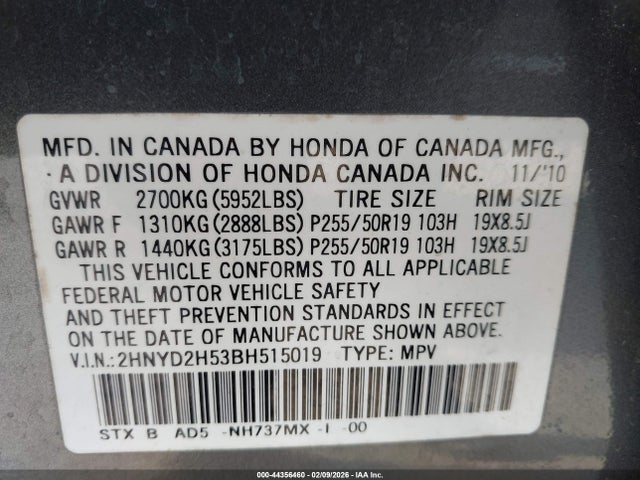 MFD. IN CANADA BY HONDA OF CANADA MFG.,
A DIVISION OF HONDA CANADA INC. 11/'10
GVWR 2700KG(5952LBS) TIRE SIZE RIM SIZE
GAWR F 1310KG(2888LBS) P255/50R19 103H 19X8.5J
GAWR R 1440KG(3175LBS) P255/50R19 103H 19X8.5J
THIS VEHICLE CONFORMS TO ALL APPLICABLE
FEDERAL MOTOR VEHICLE SAFETY
AND THEFT PREVENTION STANDARDS IN EFFECT
ON THE DATE OF MANUFACTURE SHOWN ABOVE.
V.I.N.:2HNYD2H53BH515019 TYPE: MPV
STX B AD5 -NH737MX -I -00
000-44356460 - 02/09/2026 - IAAI.com